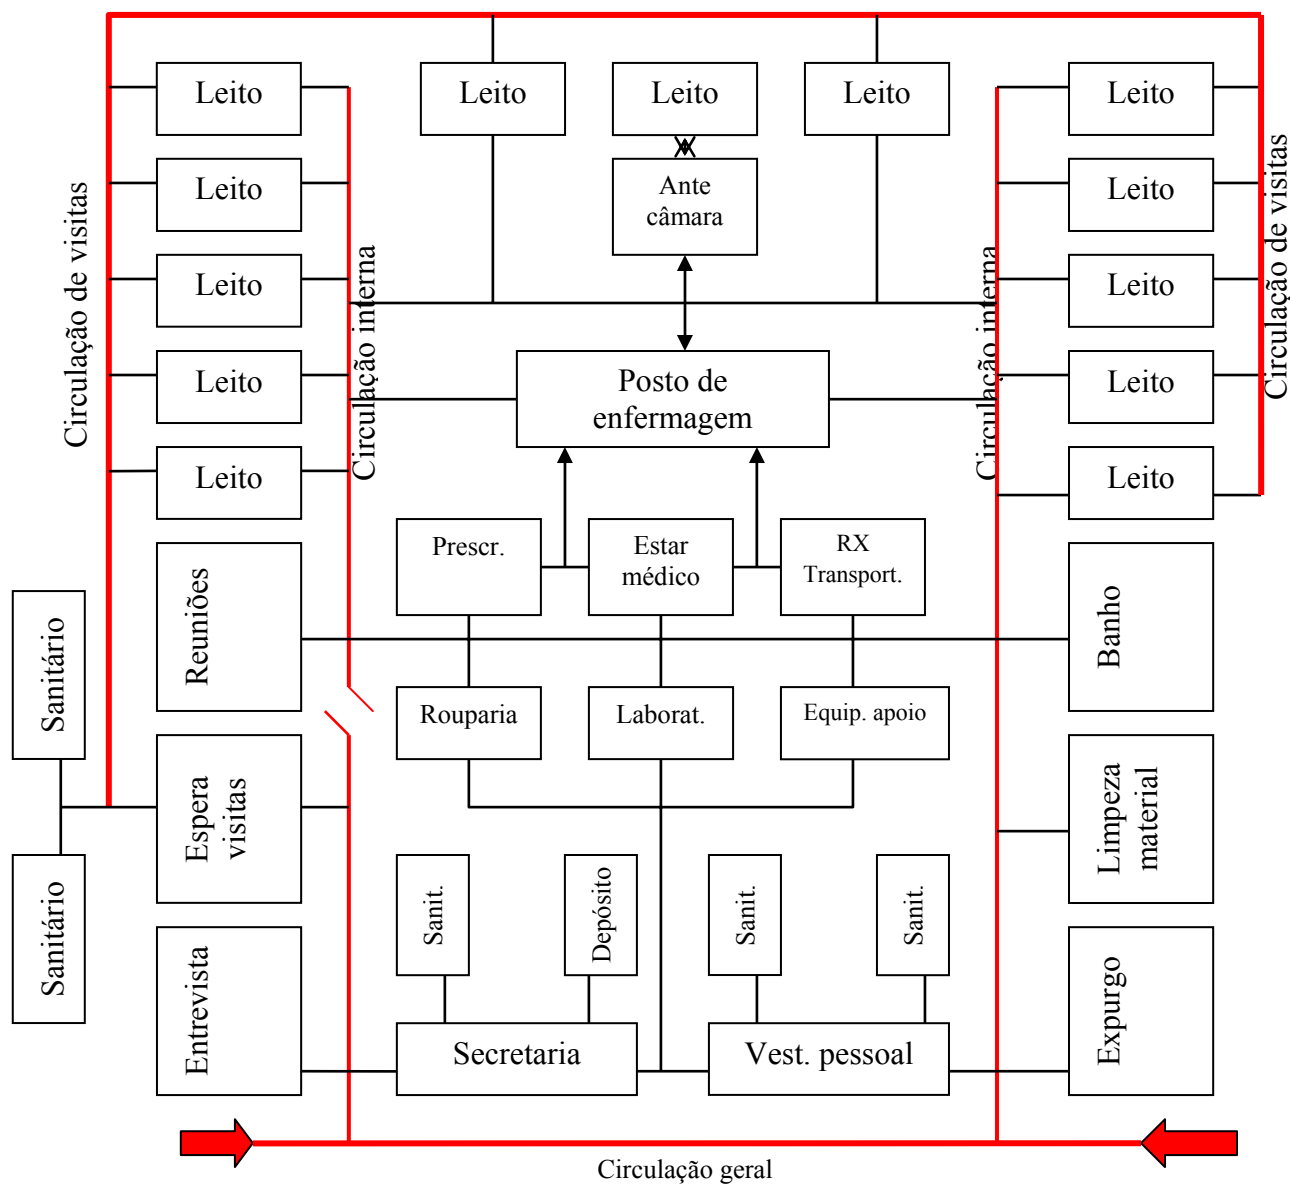 Leito
Leito
Leito
Leito
Leito
Leito
Ante
câmara
Leito
Circulação de visitas
Circulação interna
Circulação interna
Circulação de visitas
Leito
Leito
Leito
Posto de
enfermagem
Leito
Leito
Leito
Prescr.
Estar
médico
RX
Transport.
Sanitário
Reuniões
Banho
Rouparia
Laborat.
Equip. apoio
Espera
visitas
Limpeza
material
Sanitário
Entrevista
Sanit.
Depósito
Sanit.
Sanit.
Expurgo
Secretaria
Vest. pessoal
Circulação geral